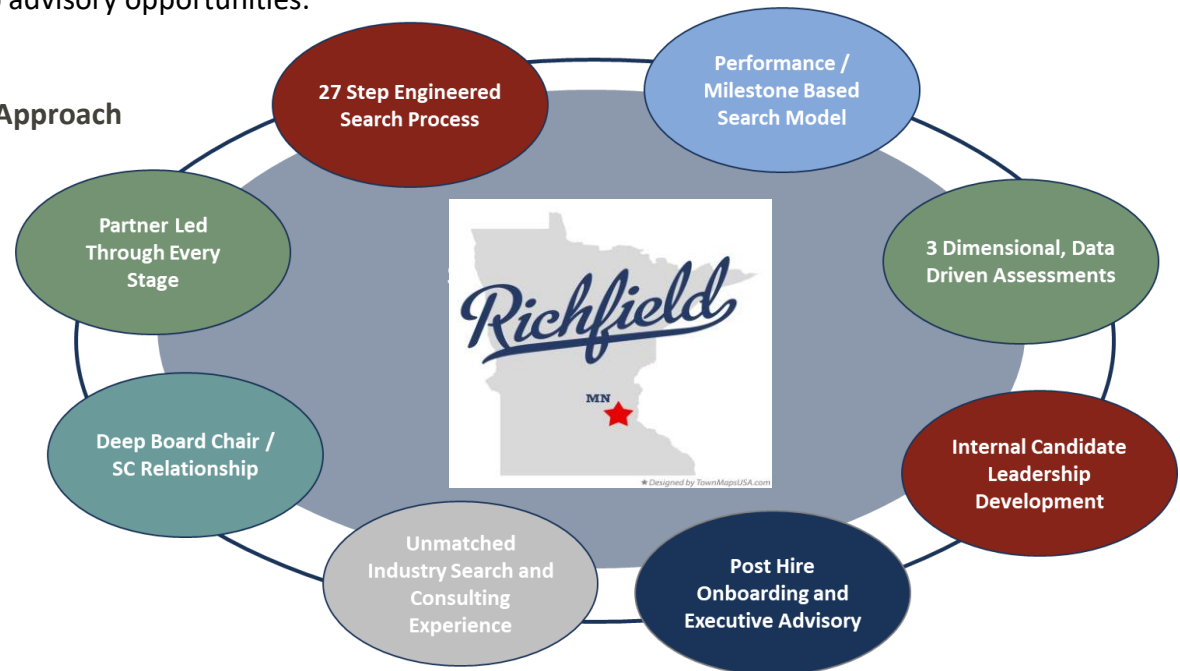 advisory opportunities.
Approach
27 Step Engineered
Search Process
Performance /
Milestone Based
Search Model
Partner Led
Through Every
Stage
3 Dimensional, Data
Driven Assessments
Richfield
MN
Deep Board Chair /
SC Relationship
Internal Candidate
Leadership
Development
★ Designed by TownMapsUSA.com
Unmatched
Industry Search and
Consulting
Experience
Post Hire
Onboarding and
Executive Advisory